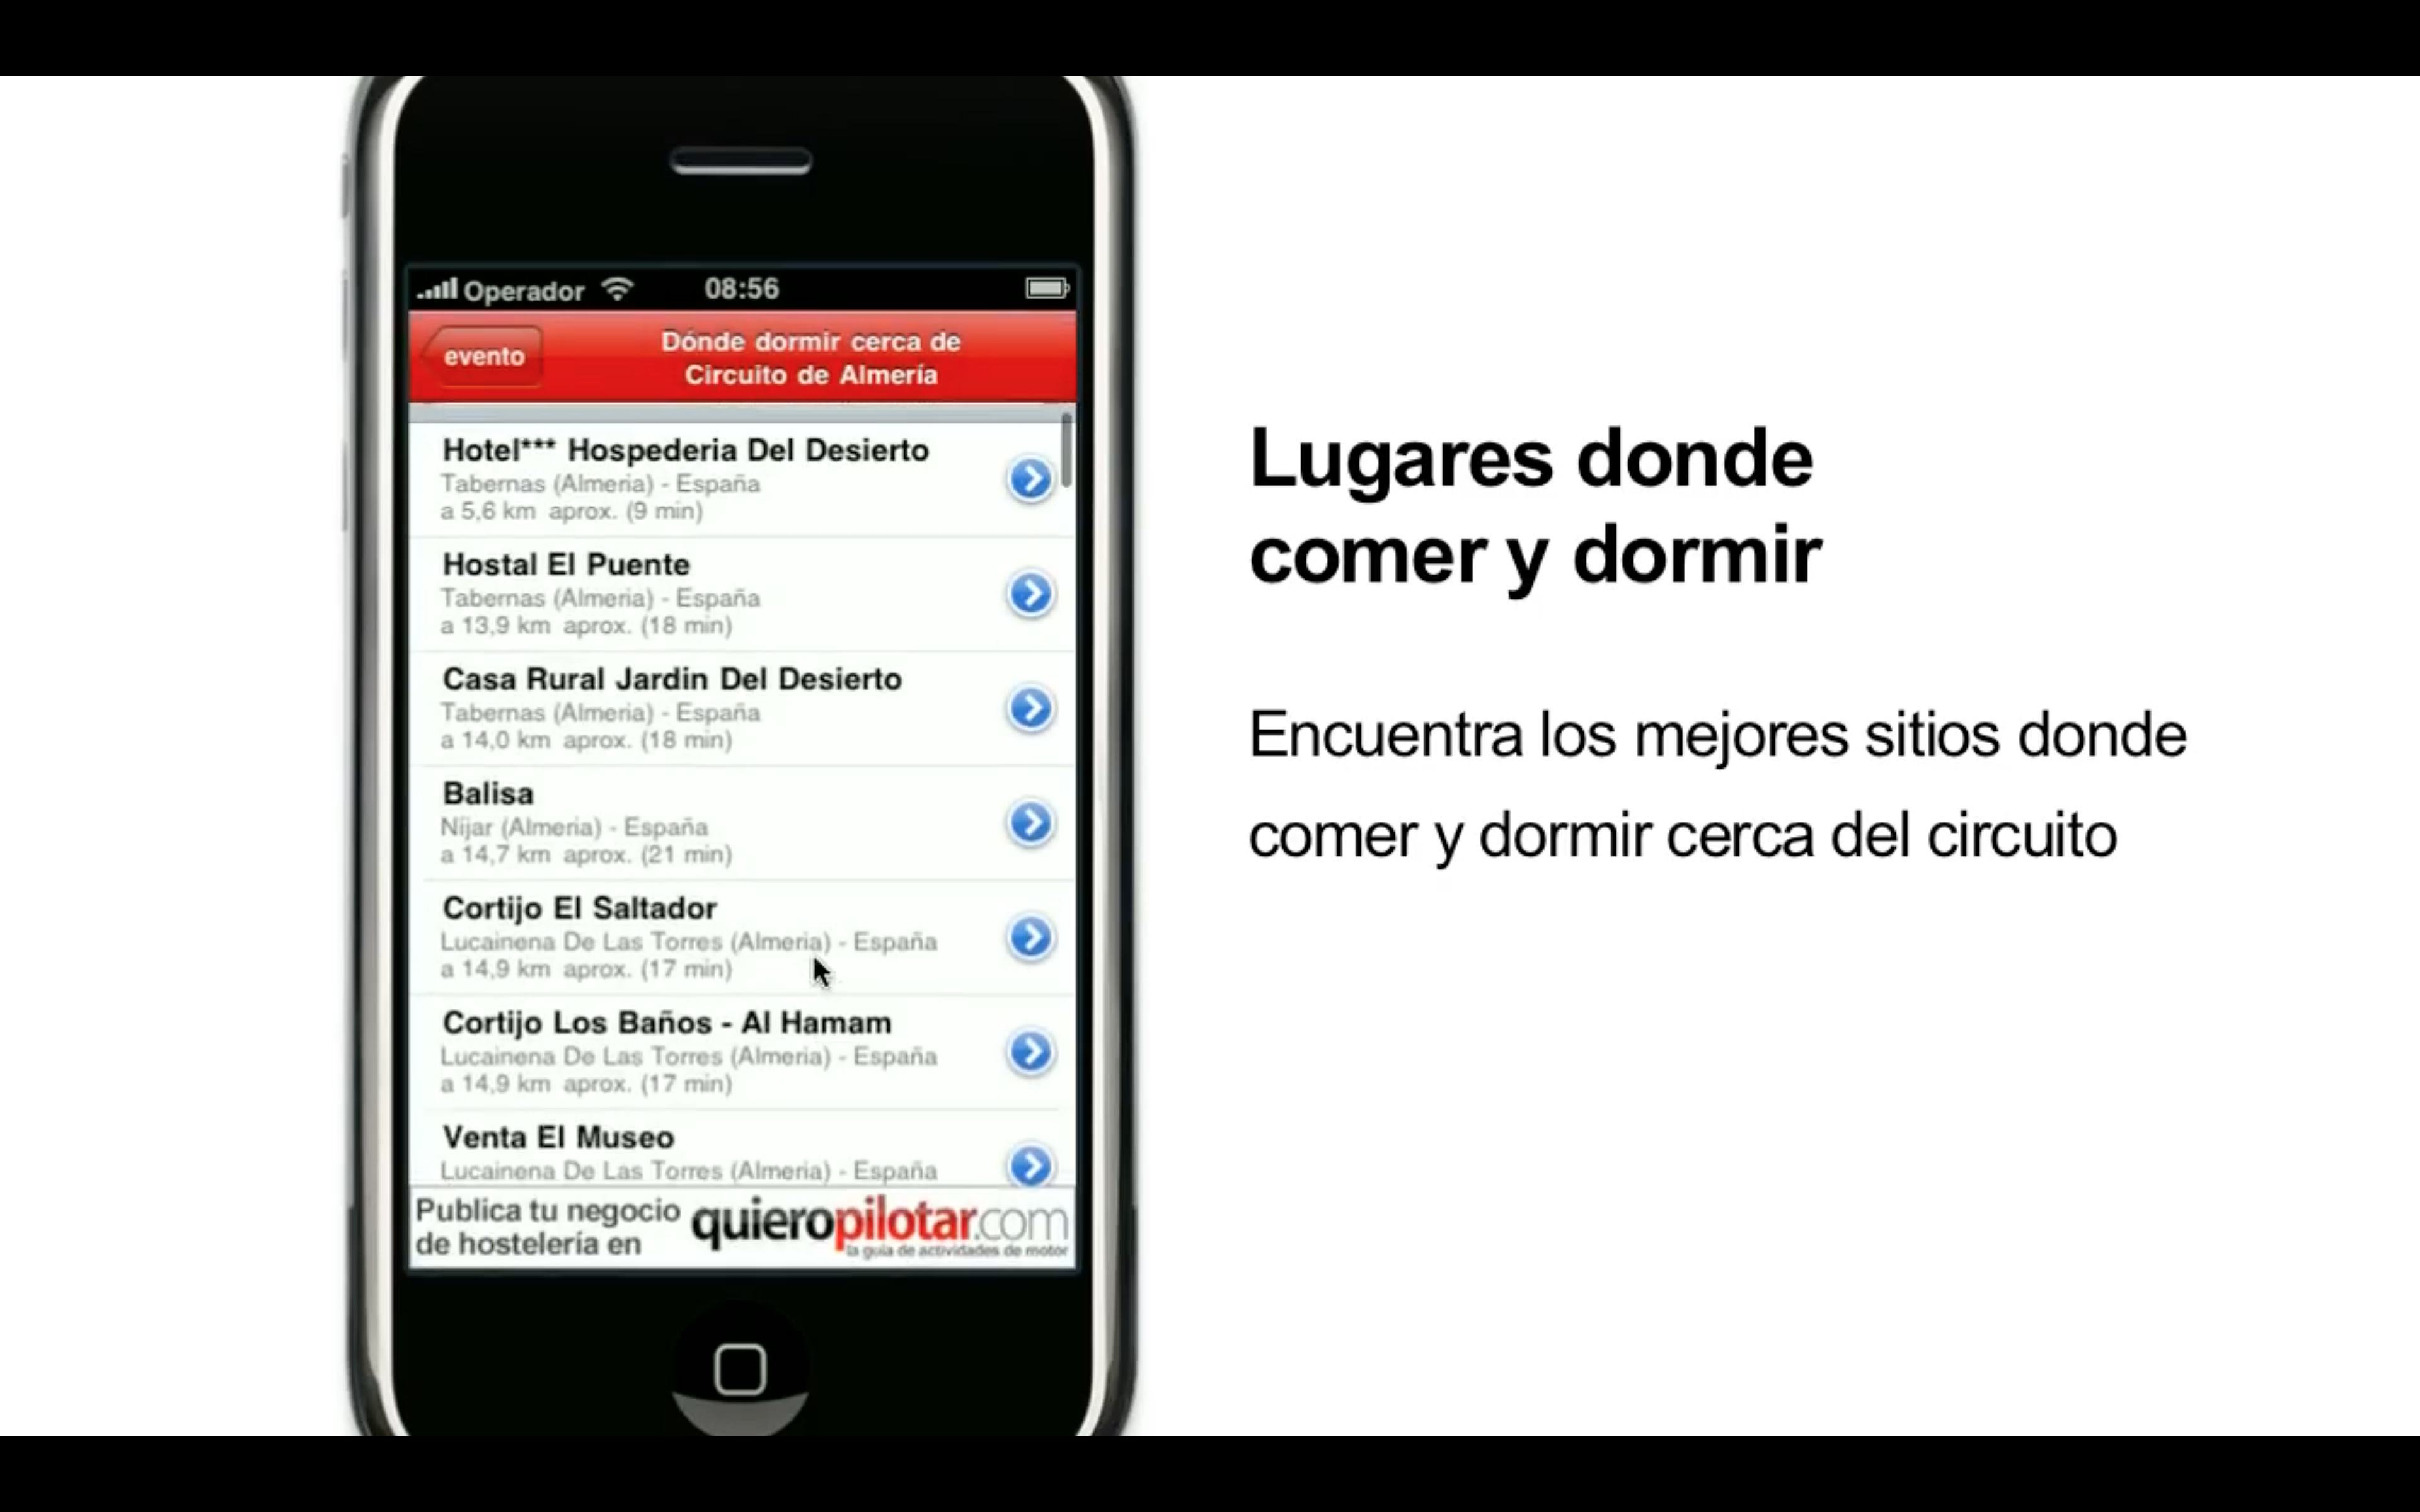 Operador 08:56
evento
Dónde dormir cerca de
Circuito de Almería
Hotel*** Hospederia Del Desierto
Tabernas (Almeria) - España
a 5,6 km aprox. (9 min)
Hostal El Puente
Tabernas (Almeria) - España
a 13,9 km aprox. (18 min)
Casa Rural Jardin Del Desierto
Tabernas (Almeria) - España
a 14,0 km aprox. (18 min)
Balisa
Níjar (Almeria) - España
a 14,7 km aprox. (21 min)
Cortijo El Saltador
Lucainena De Las Torres (Almeria) - España
a 14,9 km aprox. (17 min)
Cortijo Los Baños - Al Hamam
Lucainena De Las Torres (Almeria) - España
a 14,9 km aprox. (17 min)
Venta El Museo
Lucainena De Las Torres (Almeria) - España
Publica tu negocio
de hostelería en
quieropilotar.com
la guía de actividades de motor
Lugares donde
comer y dormir
Encuentra los mejores sitios donde
comer y dormir cerca del circuito